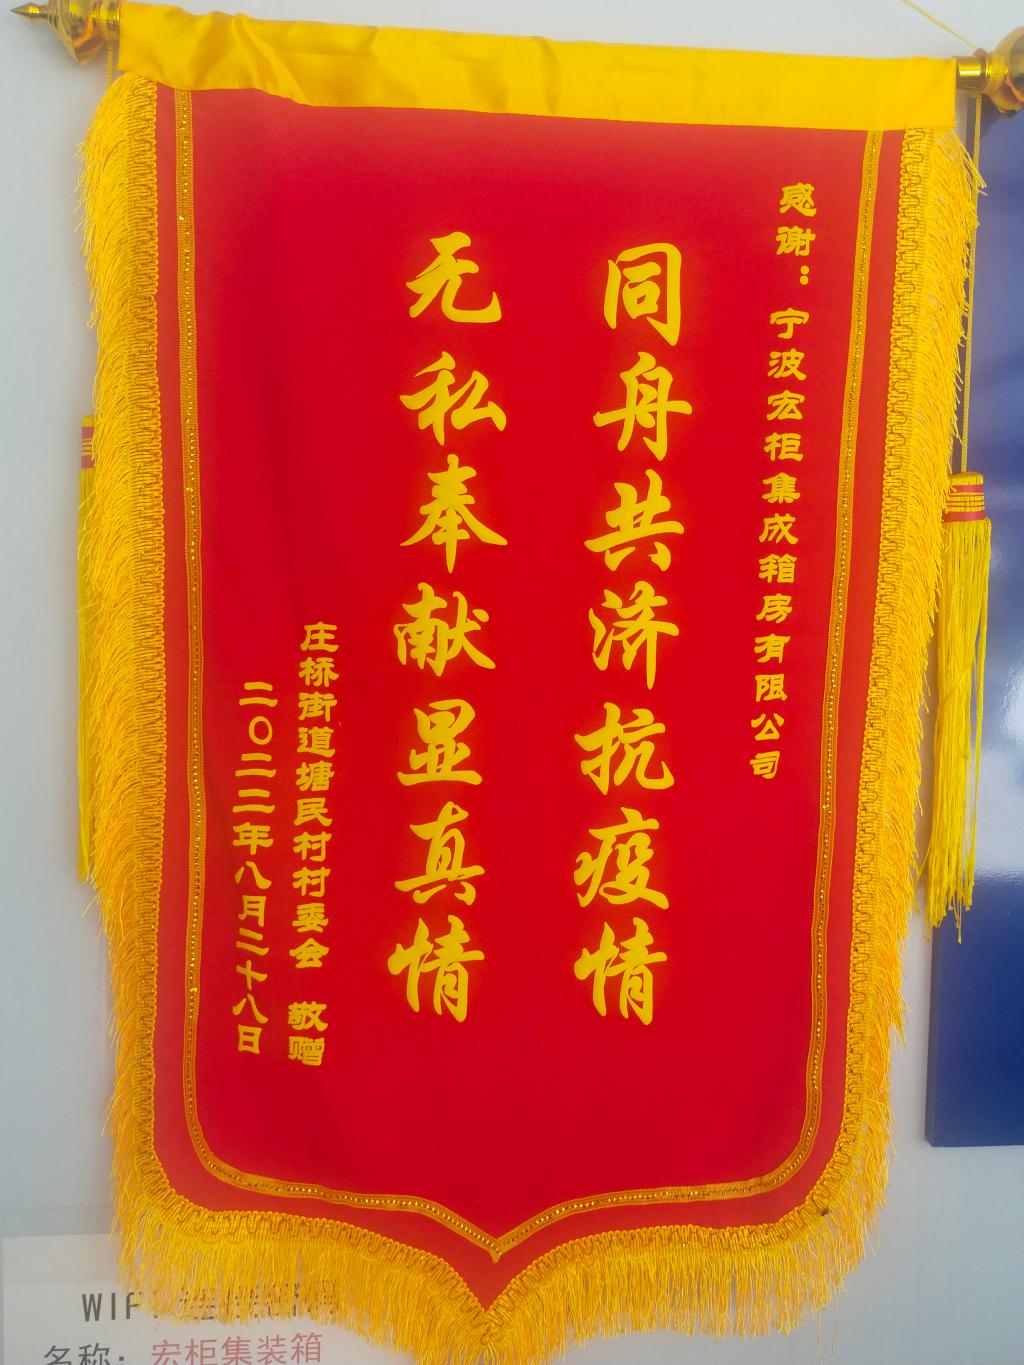 感谢：宁波宏柜集成箱房有限公司
同舟共济抗疫情
无私奉献显真情
庄桥街道塘民村村委会 敬赠
二〇二二年八月二十八日
WIFI
名称：宏柜集装箱